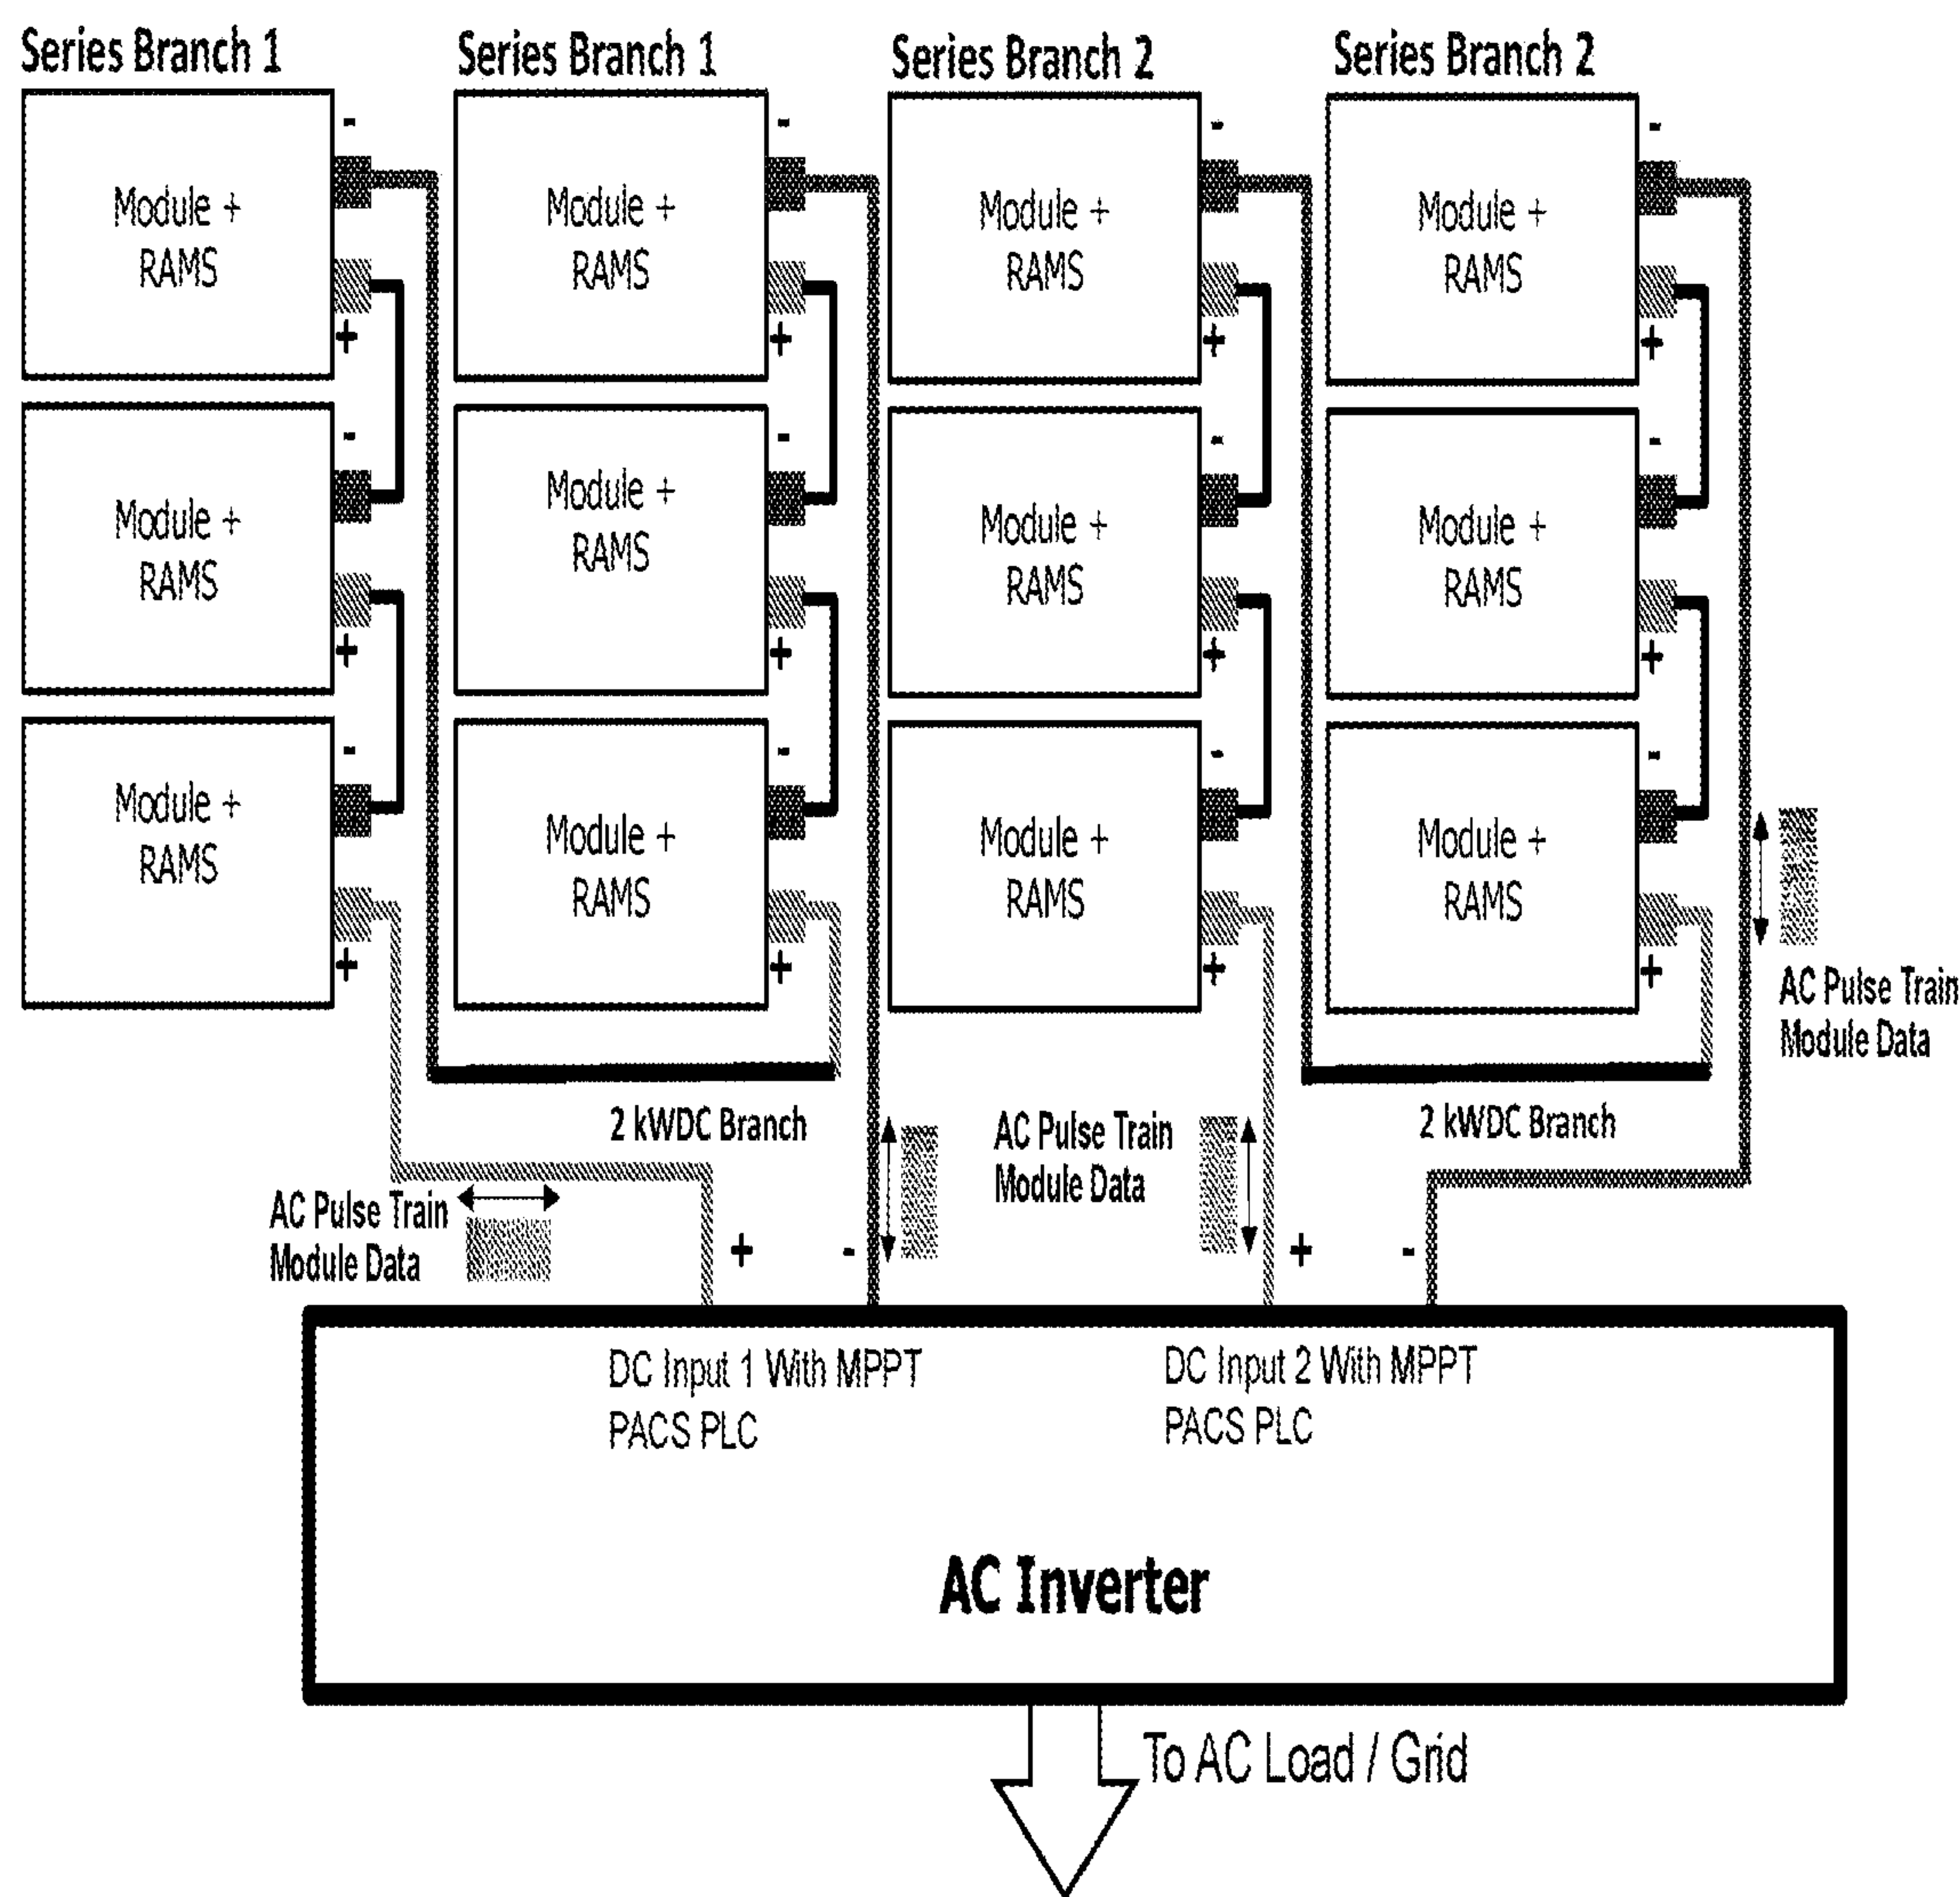 Series Branch 1
Series Branch 1
Series Branch 2
Series Branch 2
-
-
-
-
Module +
RAMS
Module +
RAMS
Module +
RAMS
Module +
RAMS
+
+
+
+
-
-
-
-
Module +
RAMS
Module +
RAMS
Module +
RAMS
Module +
RAMS
+
+
+
+
-
-
-
-
Module +
RAMS
Module +
RAMS
Module +
RAMS
Module +
RAMS
+
+
+
+
AC Pulse Train
Module Data
2 kWDC Branch
AC Pulse Train
Module Data
2 kWDC Branch
AC Pulse Train
Module Data
+
-
+
-
DC Input 1 With MPPT
PACS PLC
DC Input 2 With MPPT
PACS PLC
AC Inverter
To AC Load / Grid